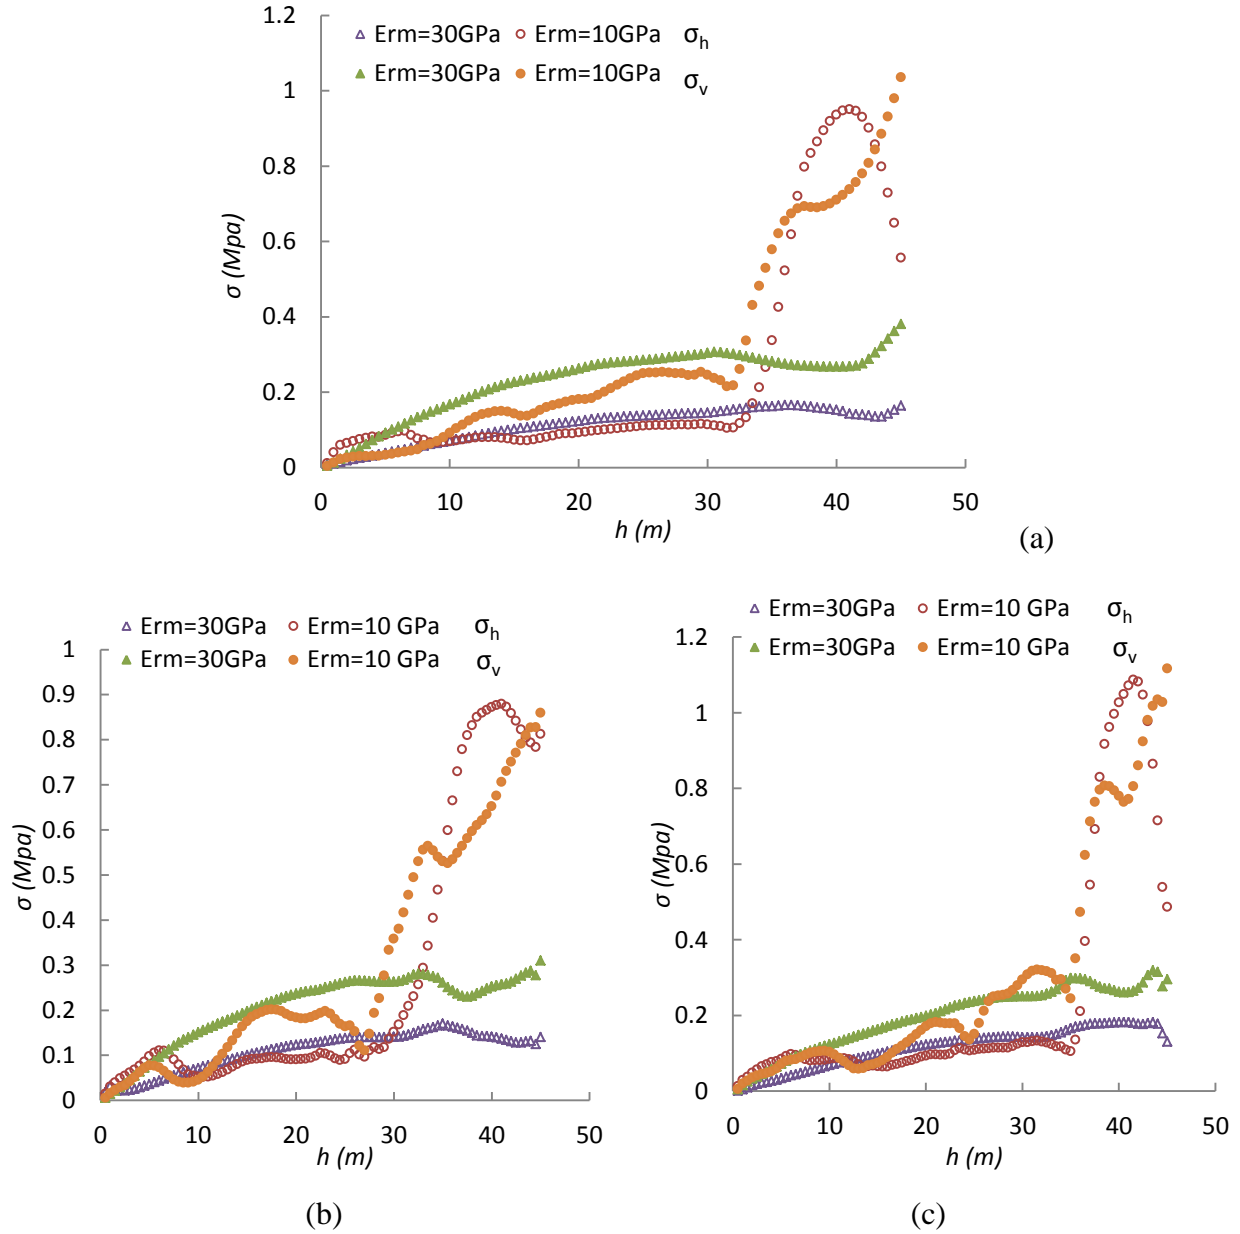 1.2
Erm=30GPa Erm=10GPa σh
Erm=30GPa Erm=10GPa σv
1
0.8
0.6
0.4
0.2
0
σ (Mpa)
0 10 20 30 40 50
h (m)
(a)
Erm=30GPa Erm=10 GPa σh
Erm=30GPa Erm=10 GPa σv
1
0.9
0.8
0.7
0.6
0.5
0.4
0.3
0.2
0.1
0
σ (Mpa)
0 10 20 30 40 50
h (m)
(b)
Erm=30GPa Erm=10 GPa σh
Erm=30GPa Erm=10 GPa σv
1.2
1
0.8
0.6
0.4
0.2
0
σ (Mpa)
0 10 20 30 40 50
h (m)
(c)